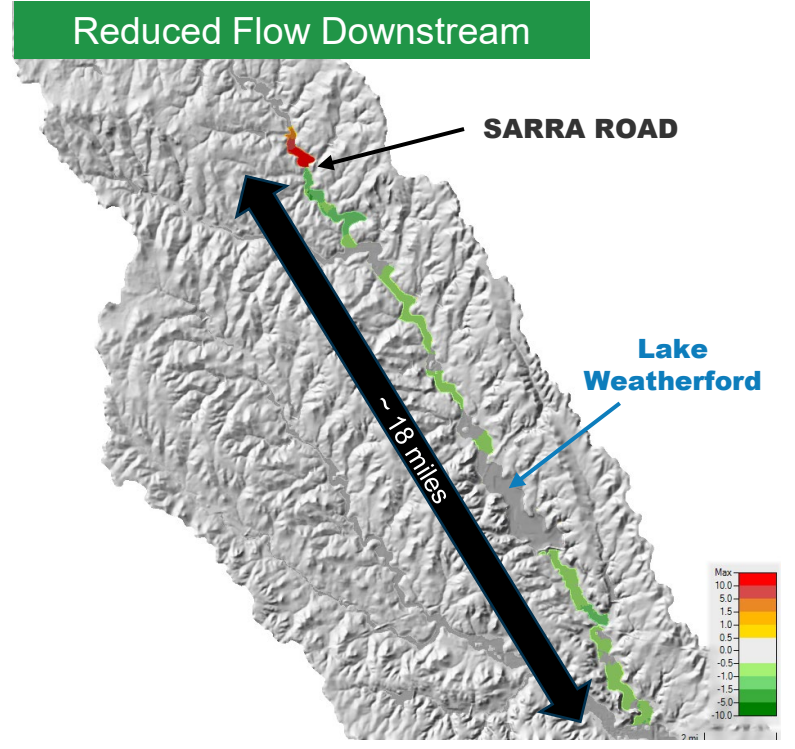 Reduced Flow Downstream
SARRA ROAD
Lake
Weatherford
~ 18 miles
Max
10.0
5.0
1.5
1.0
0.5
0.0
-0.5
-1.0
-1.5
-5.0
-10.0
2 mi